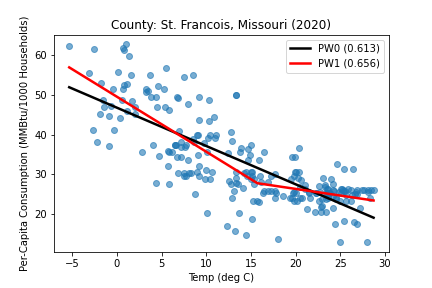 County: St. Francois, Missouri (2020)
PW0 (0.613)
PW1 (0.656)
Per-Capita Consumption (MMBtu/1000 Households)
60
50
40
30
20
−5 0 5 10 15 20 25 30
Temp (deg C)